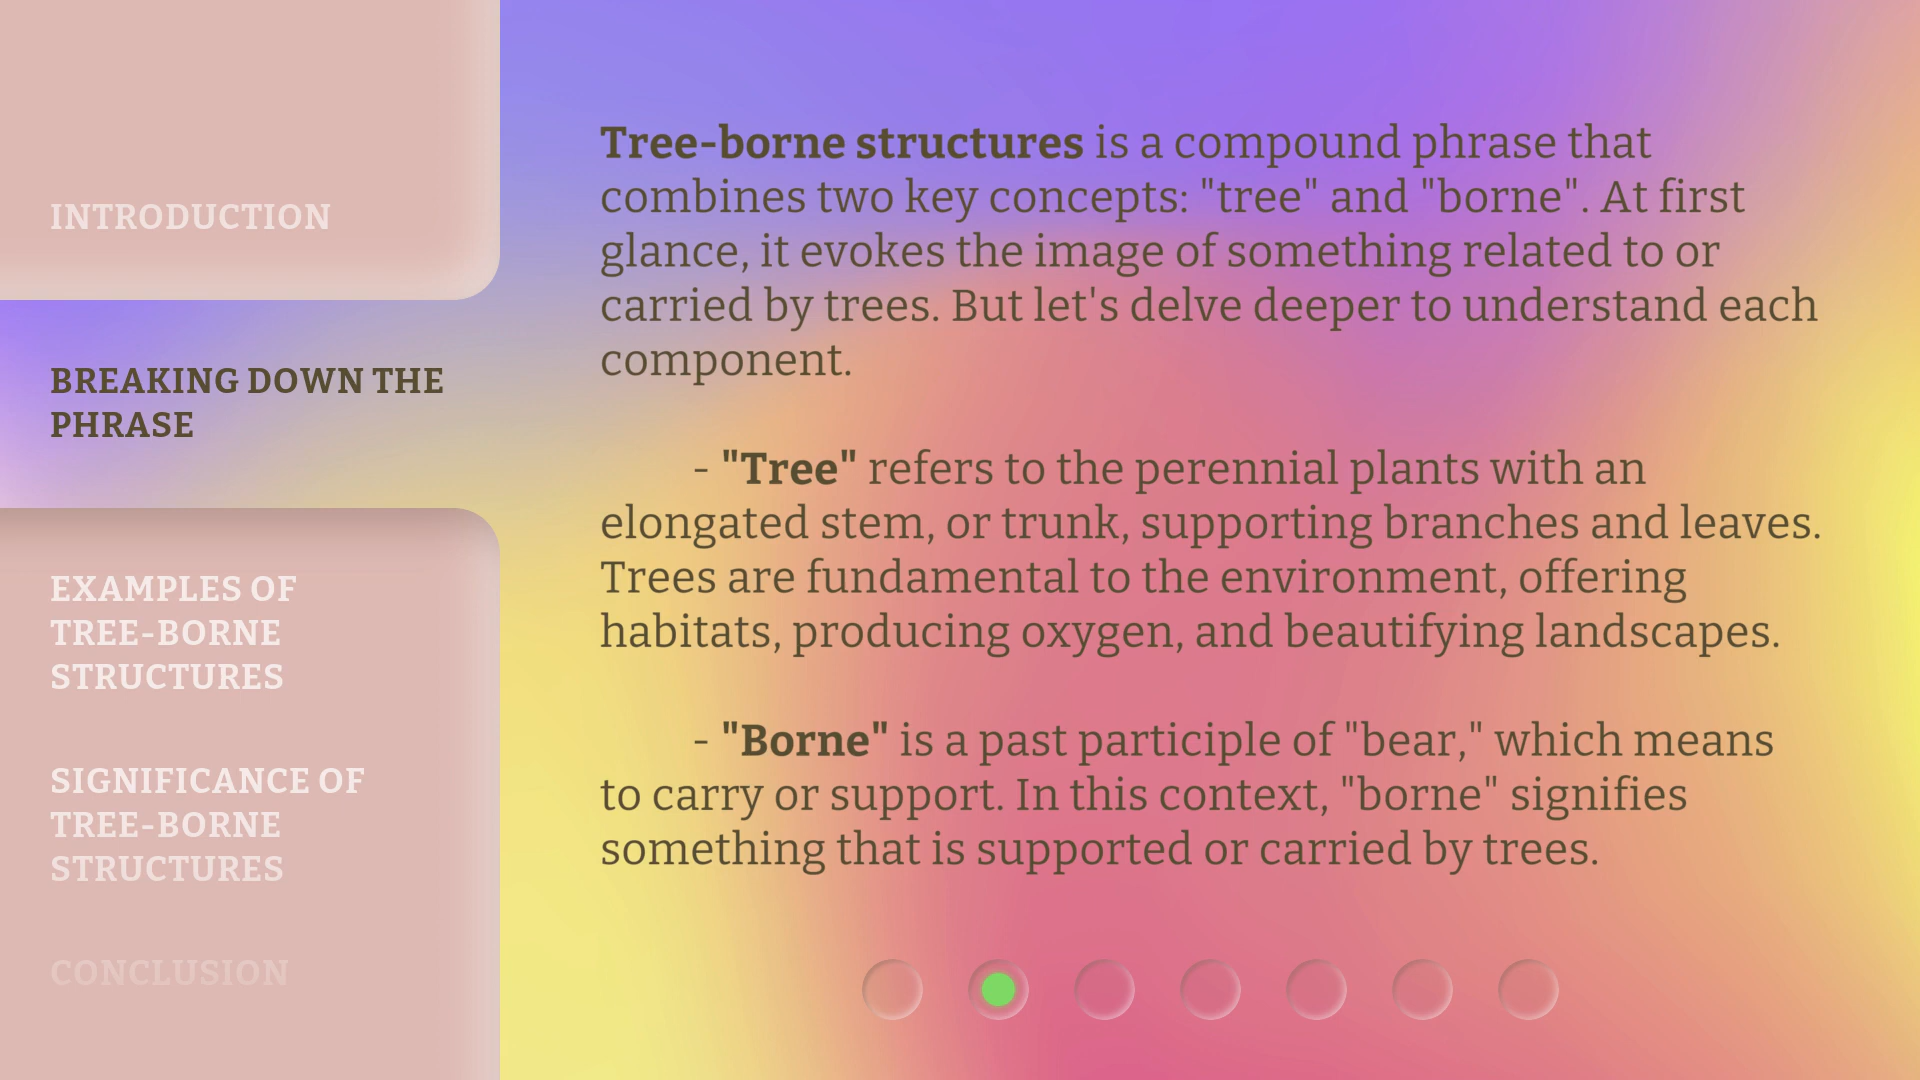 INTRODUCTION
BREAKING DOWN THE
PHRASE
EXAMPLES OF
TREE-BORNE
STRUCTURES
SIGNIFICANCE OF
TREE-BORNE
STRUCTURES
CONCLUSION
Tree-borne structures is a compound phrase that
combines two key concepts: "tree" and "borne". At first
glance, it evokes the image of something related to or
carried by trees. But let's delve deeper to understand each
component.
- "Tree" refers to the perennial plants with an
elongated stem, or trunk, supporting branches and leaves.
Trees are fundamental to the environment, offering
habitats, producing oxygen, and beautifying landscapes.
- "Borne" is a past participle of "bear," which means
to carry or support. In this context, "borne" signifies
something that is supported or carried by trees.